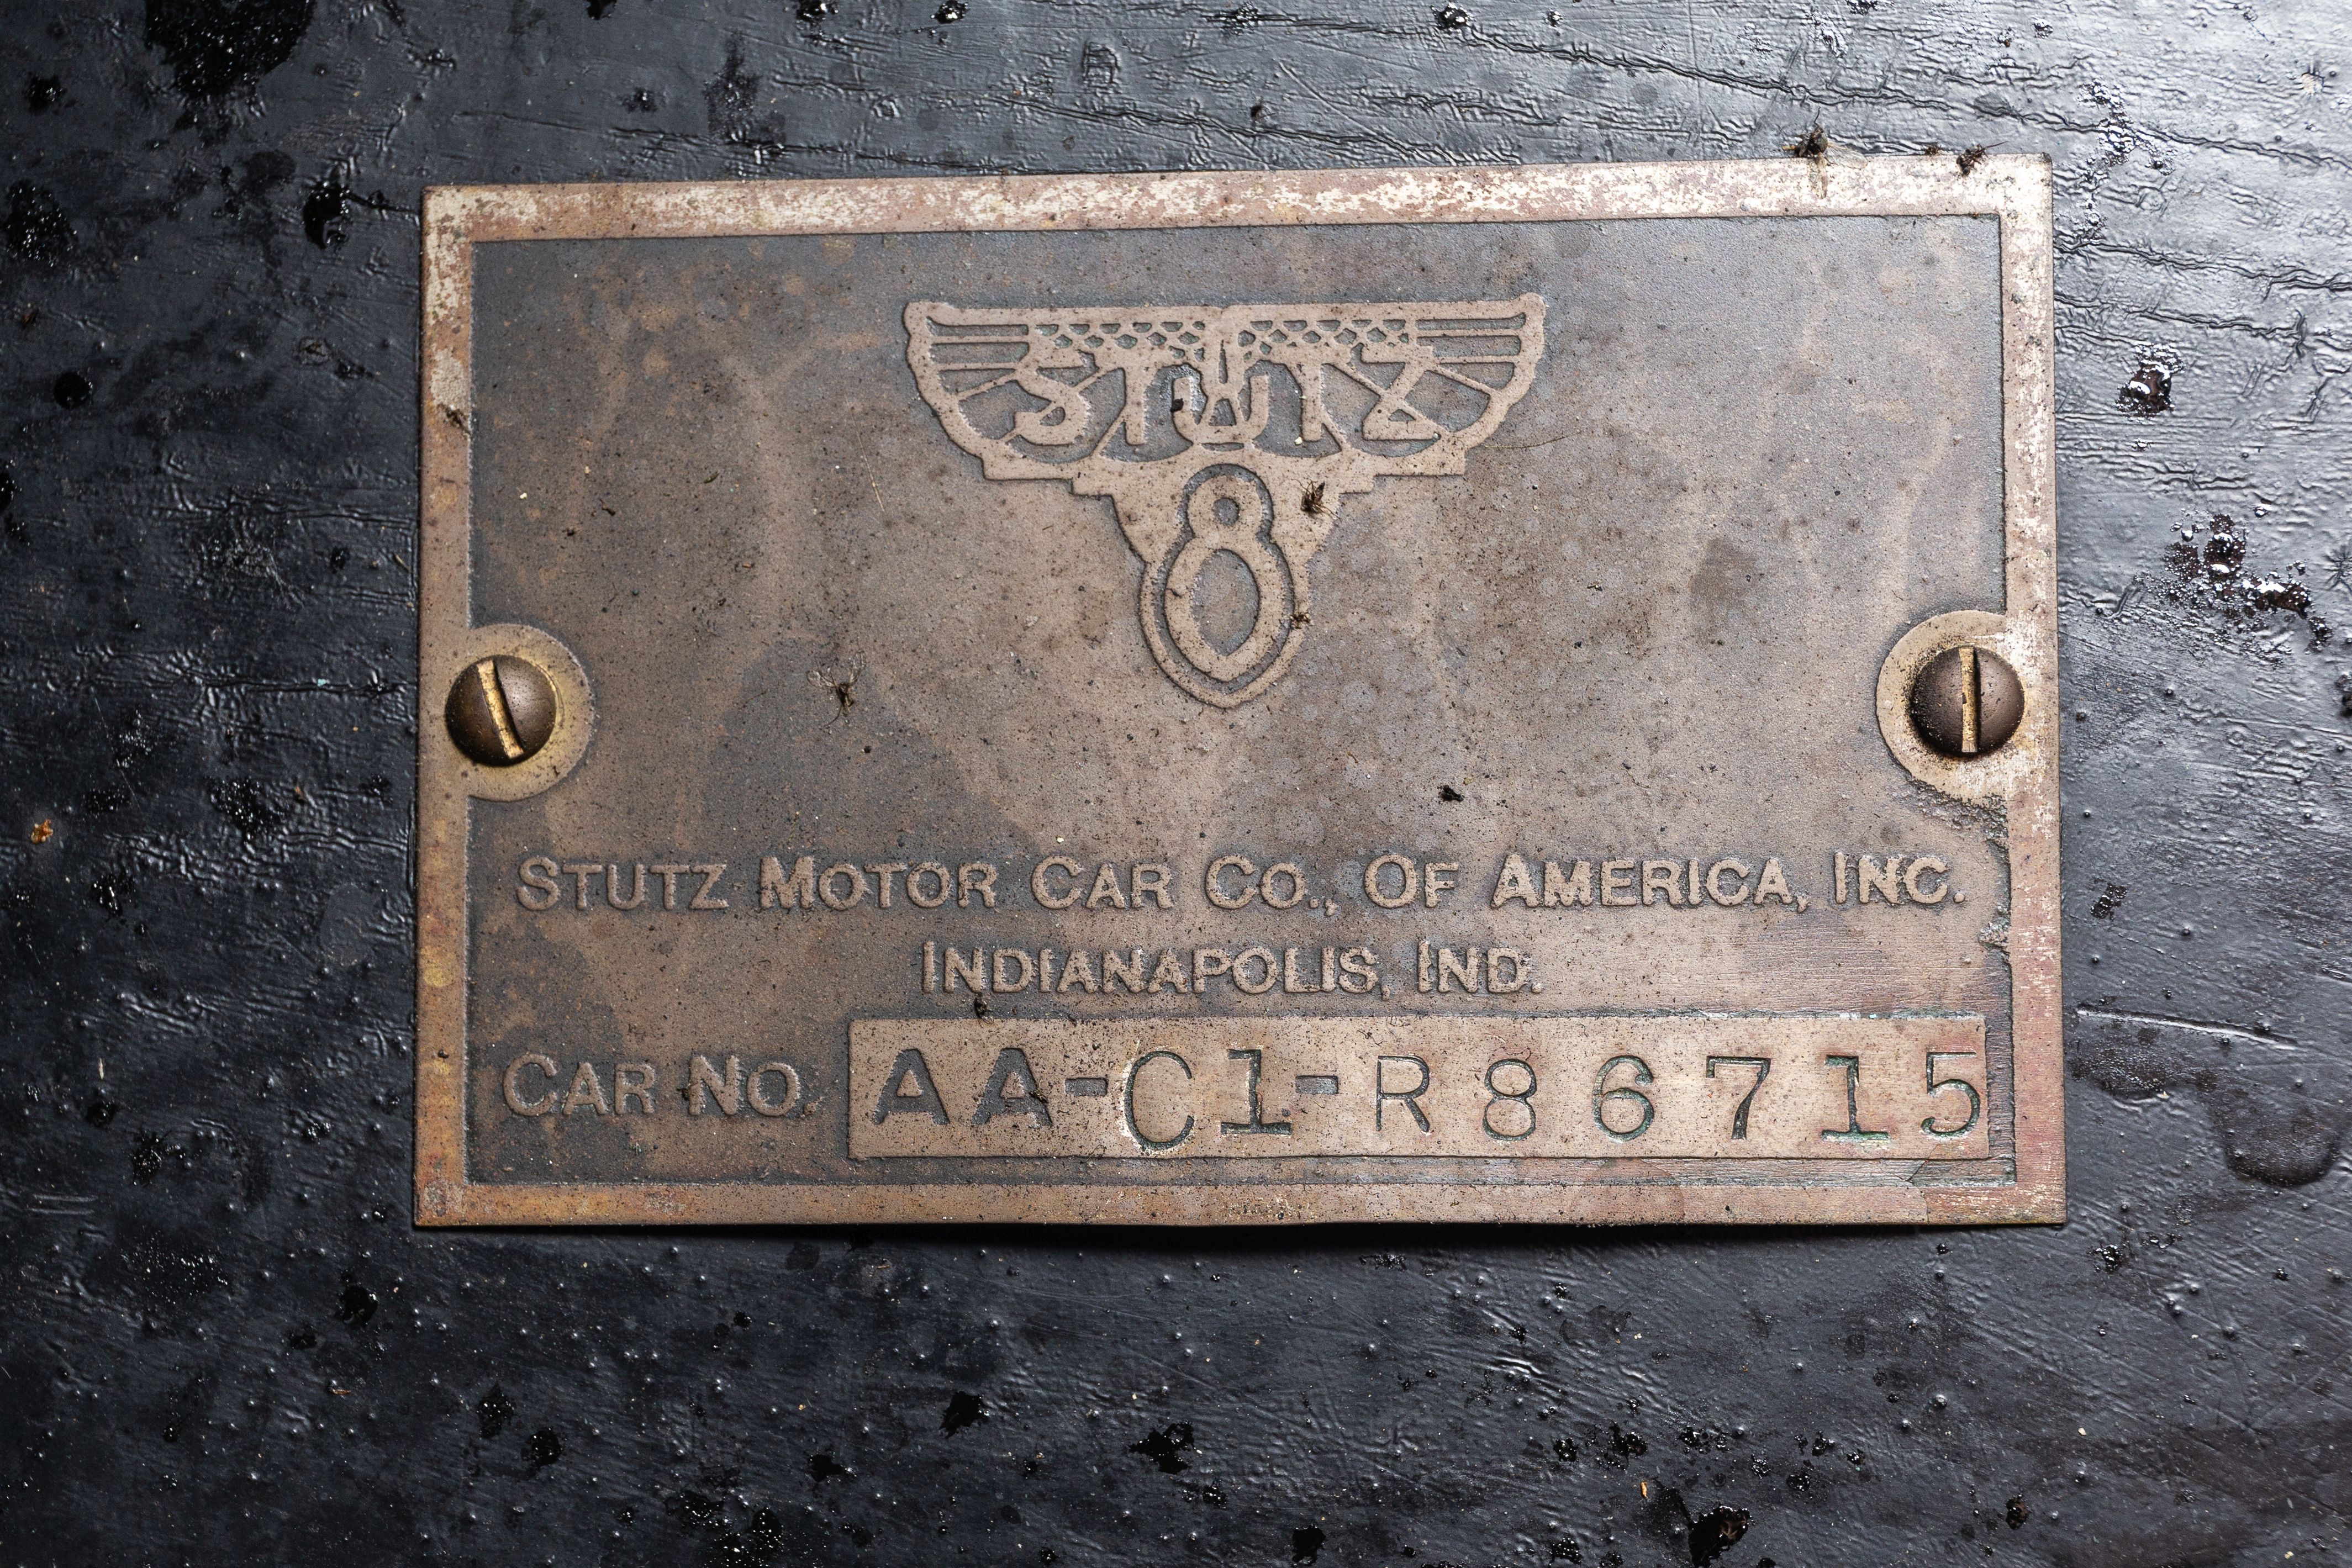 STUTZ
8
STUTZ MOTOR CAR CO., OF AMERICA, INC.
INDIANAPOLIS, IND.
CAR NO. AA-C1-R86715